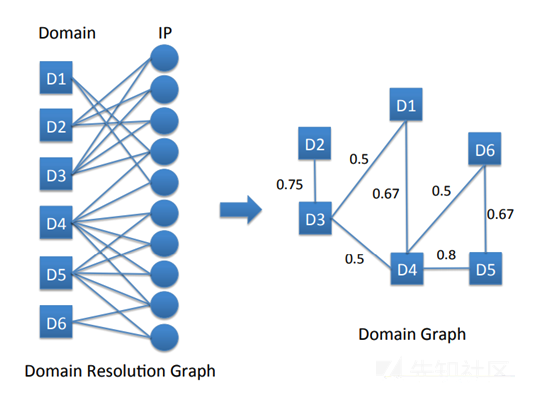 Domain
IP
D1
D2
D3
D4
D5
D6
Domain Resolution Graph
D1
D2
D6
0.75
0.5
0.67
0.5
0.67
D3
0.5
D4
0.8
D5
Domain Graph
先知社区